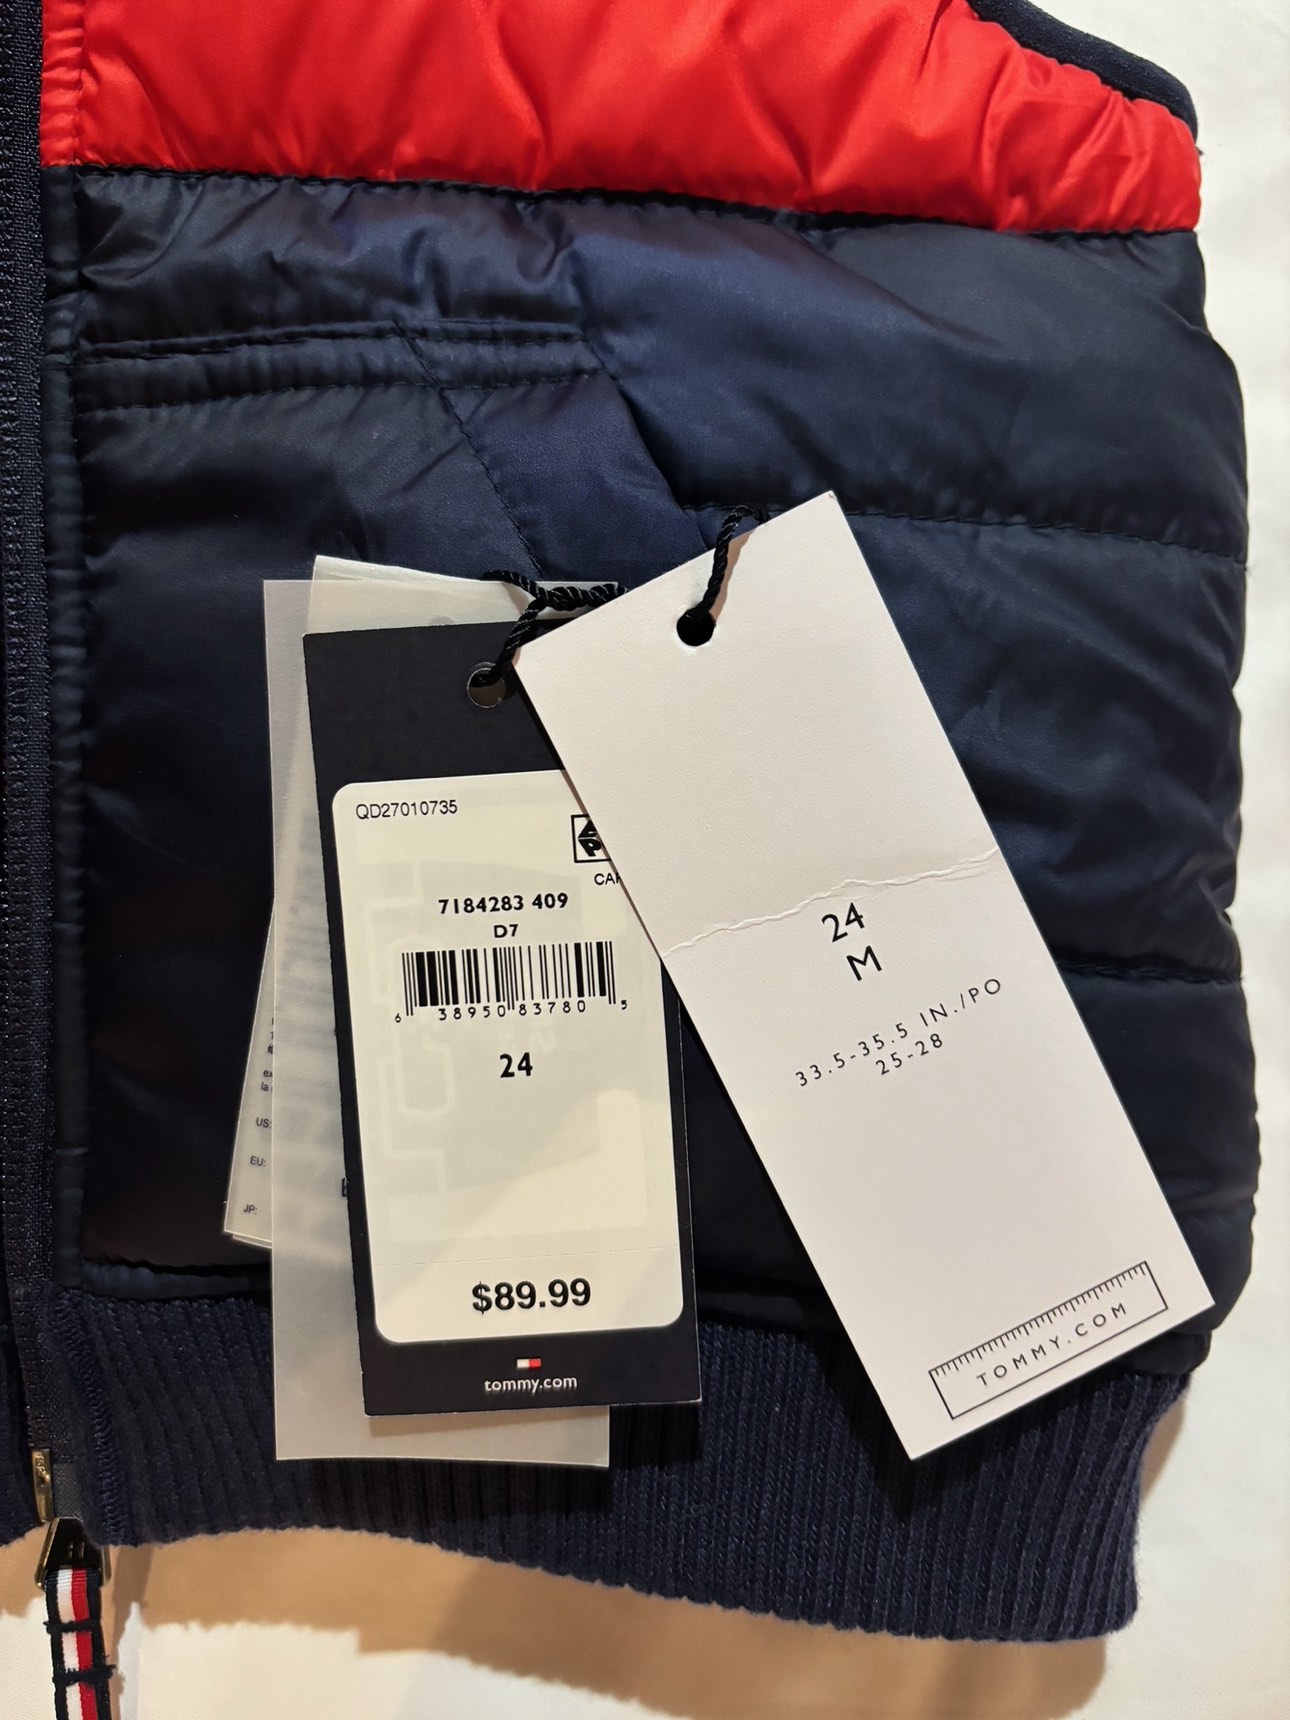 QD27010735
7184283 409
D7
6 38950 83780 5
24
$89.99
tommy.com
24
M
33.5-35.5 IN./PO
25-28
TOMMY.COM
la
US:
EU:
JP: